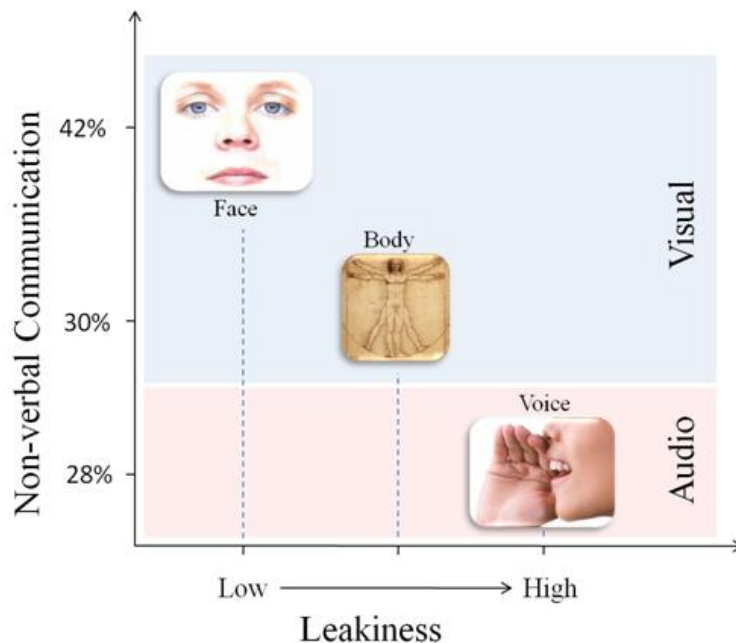 Non-verbal Communication
42%
30%
28%
Face
Body
Voice
Visual
Audio
Low
High
Leakiness